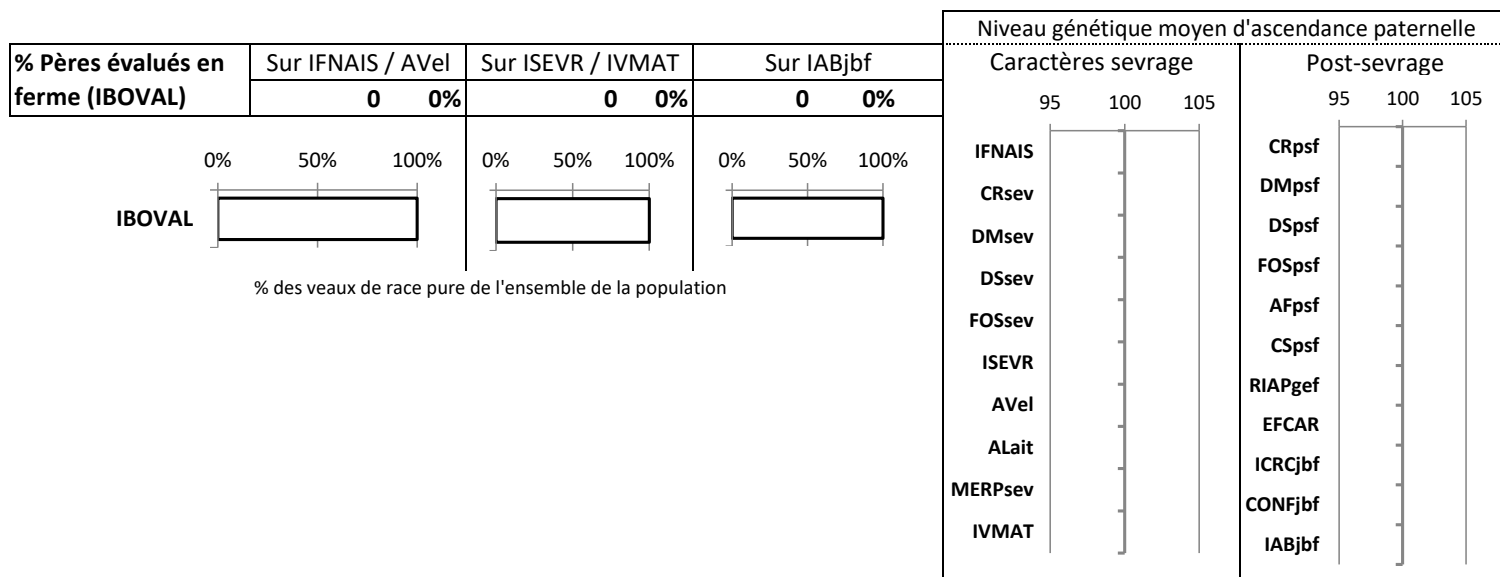 Niveau génétique moyen d'ascendance paternelle
% Pères évalués en ferme (IBOVAL)
Sur IFNAIS / AVel
Sur ISEVR / IVMAT
Sur IABjbf
0 0%
0 0%
0 0%
0% 50% 100%
0% 50% 100%
0% 50% 100%
IBOVAL
% des veaux de race pure de l'ensemble de la population
Caractères sevrage
95 100 105
IFNAIS
CRsev
DMsev
DSsev
FOSsev
ISEVR
AVel
ALait
MERPsev
IVMAT
Post-sevrage
95 100 105
CRpsf
DMpsf
DSpsf
FOSpsf
AFpsf
CSpsf
RIAPgef
EFCAR
ICRCjbf
CONFjbf
IABjbf